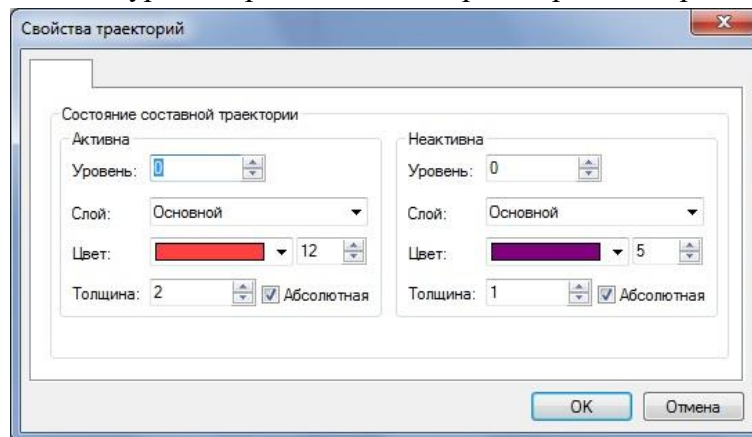 Свойства траекторий
Состояние составной траектории
Активна
Неактивна
Уровень: 0
Уровень: 0
Слой: Основной
Слой: Основной
Цвет: 12
Цвет: 5
Толщина: 2 Абсолютная
Толщина: 1 Абсолютная
OK
Отмена